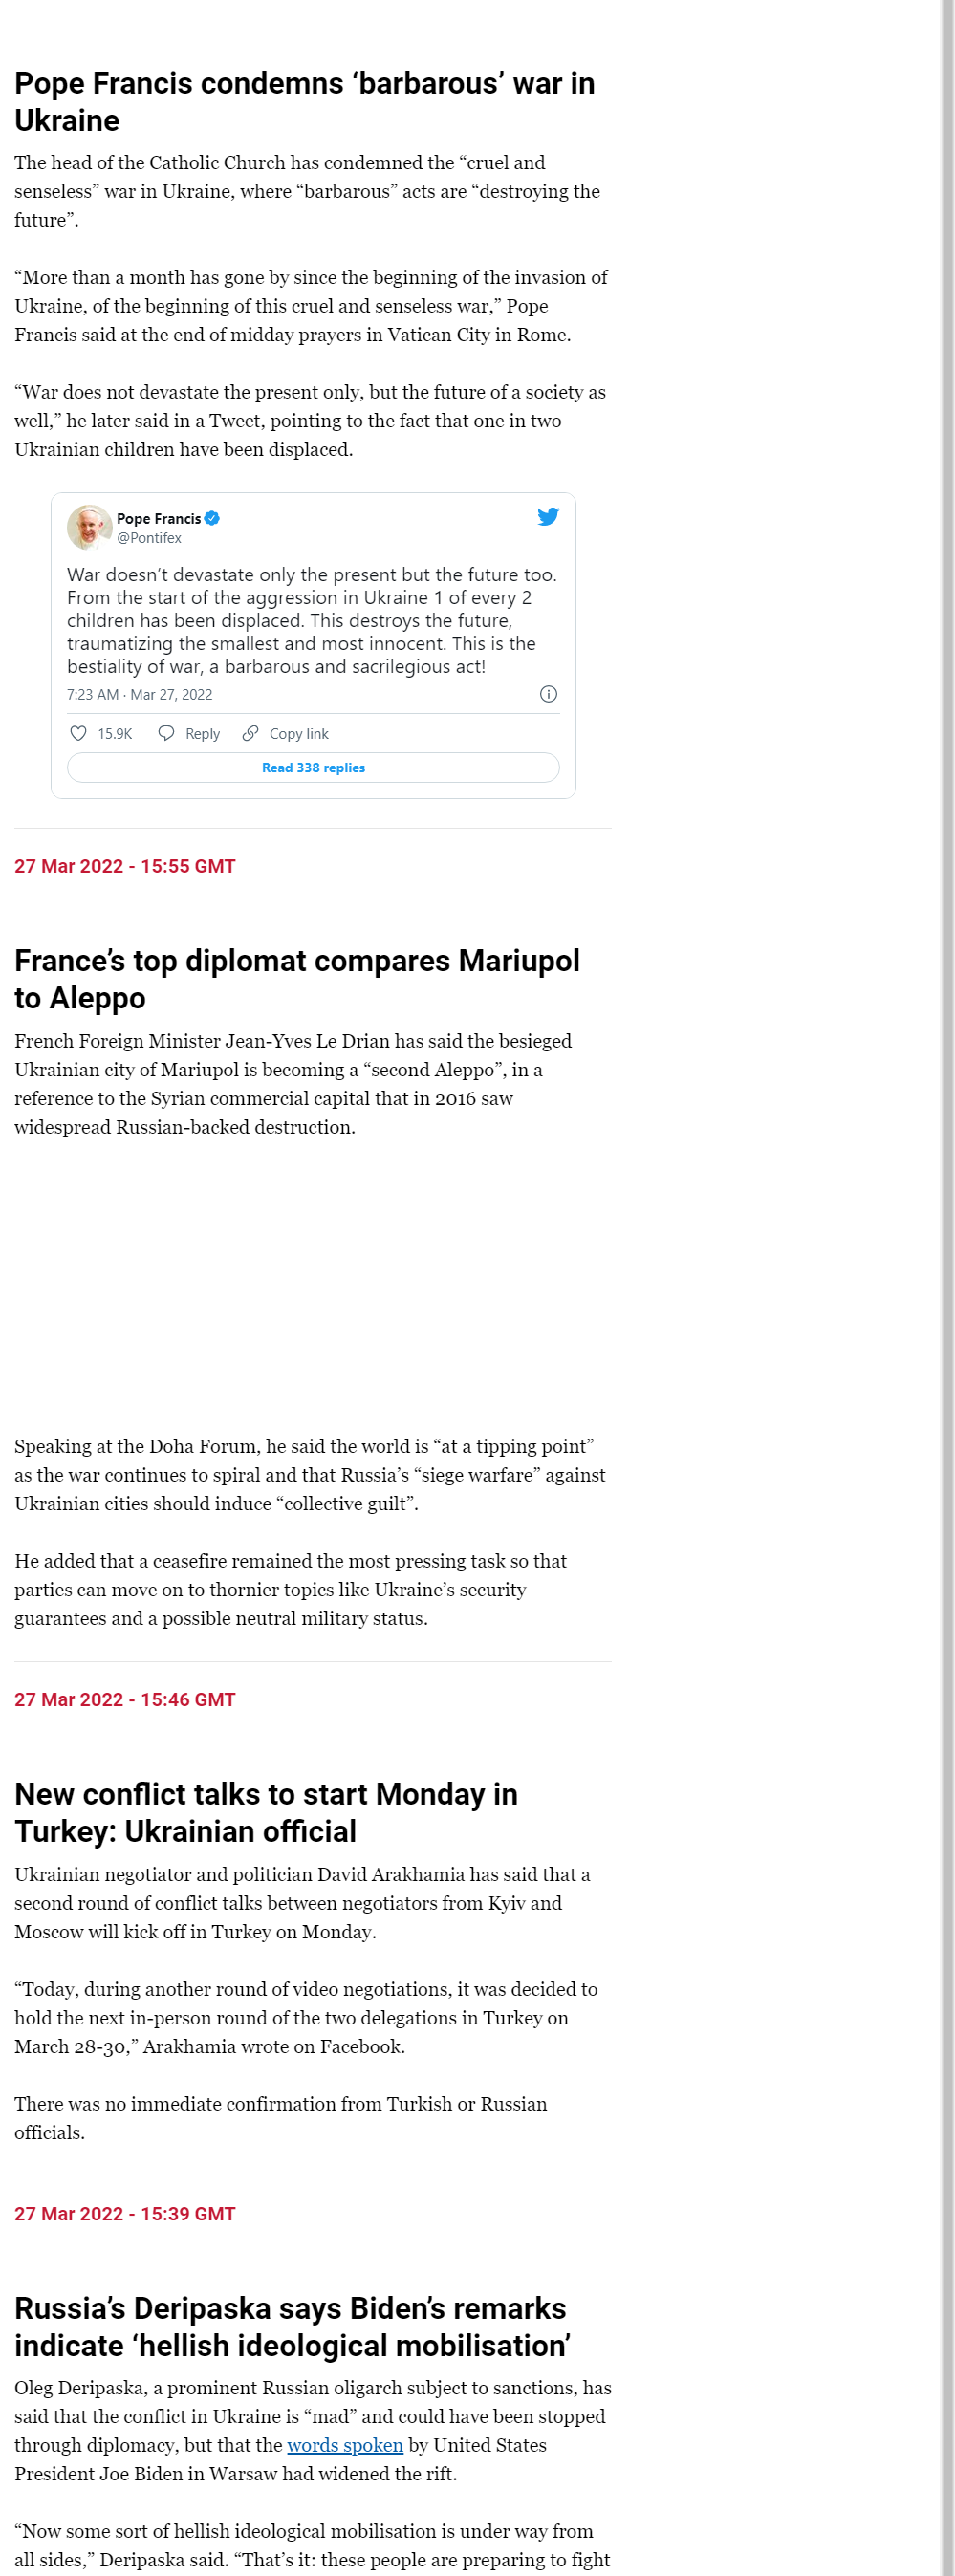 Pope Francis condemns ‘barbarous’ war in
Ukraine
The head of the Catholic Church has condemned the “cruel and
senseless” war in Ukraine, where “barbarous” acts are “destroying the
future”.
“More than a month has gone by since the beginning of the invasion of
Ukraine, of the beginning of this cruel and senseless war,” Pope
Francis said at the end of midday prayers in Vatican City in Rome.
“War does not devastate the present only, but the future of a society as
well,” he later said in a Tweet, pointing to the fact that one in two
Ukrainian children have been displaced.
Pope Francis
@Pontifex
War doesn’t devastate only the present but the future too.
From the start of the aggression in Ukraine 1 of every 2
children has been displaced. This destroys the future,
traumatizing the smallest and most innocent. This is the
bestiality of war, a barbarous and sacrilegious act!
7:23 AM · Mar 27, 2022
15.9K Reply Copy link
Read 338 replies
27 Mar 2022 - 15:55 GMT
France’s top diplomat compares Mariupol
to Aleppo
French Foreign Minister Jean-Yves Le Drian has said the besieged
Ukrainian city of Mariupol is becoming a “second Aleppo”, in a
reference to the Syrian commercial capital that in 2016 saw
widespread Russian-backed destruction.
Speaking at the Doha Forum, he said the world is “at a tipping point”
as the war continues to spiral and that Russia’s “siege warfare” against
Ukrainian cities should induce “collective guilt”.
He added that a ceasefire remained the most pressing task so that
parties can move on to thornier topics like Ukraine’s security
guarantees and a possible neutral military status.
27 Mar 2022 - 15:46 GMT
New conflict talks to start Monday in
Turkey: Ukrainian official
Ukrainian negotiator and politician David Arakhamia has said that a
second round of conflict talks between negotiators from Kyiv and
Moscow will kick off in Turkey on Monday.
“Today, during another round of video negotiations, it was decided to
hold the next in-person round of the two delegations in Turkey on
March 28-30,” Arakhamia wrote on Facebook.
There was no immediate confirmation from Turkish or Russian
officials.
27 Mar 2022 - 15:39 GMT
Russia’s Deripaska says Biden’s remarks
indicate ‘hellish ideological mobilisation’
Oleg Deripaska, a prominent Russian oligarch subject to sanctions, has
said that the conflict in Ukraine is “mad” and could have been stopped
through diplomacy, but that the words spoken by United States
President Joe Biden in Warsaw had widened the rift.
“Now some sort of hellish ideological mobilisation is under way from
all sides,” Deripaska said. “That’s it: these people are preparing to fight